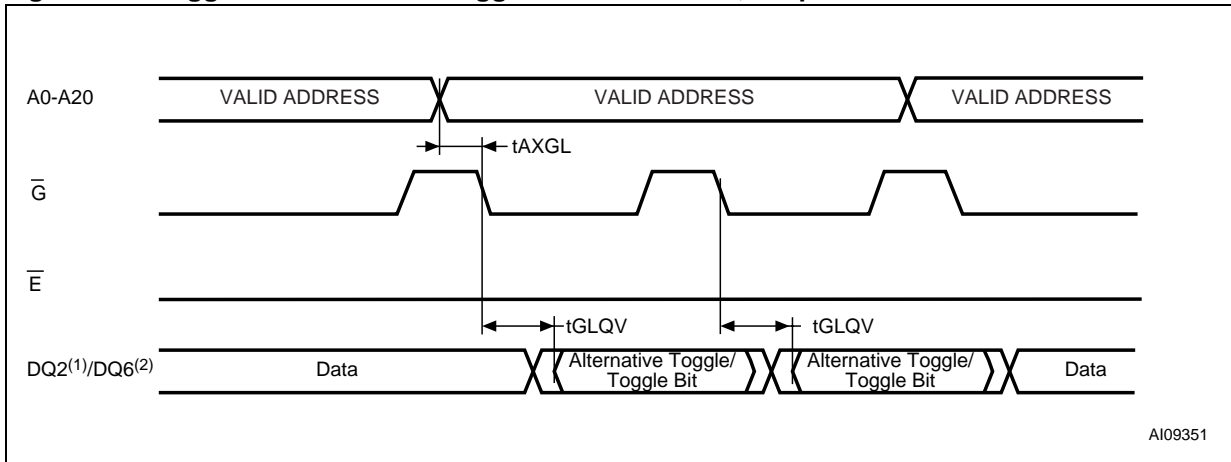 A0-A20
VALID ADDRESS
VALID ADDRESS
VALID ADDRESS
tAXGL
G
E
tGLQV
tGLQV
DQ2(1)/DQ6(2)
Data
Alternative Toggle/
Toggle Bit
Alternative Toggle/
Toggle Bit
Data
AI09351